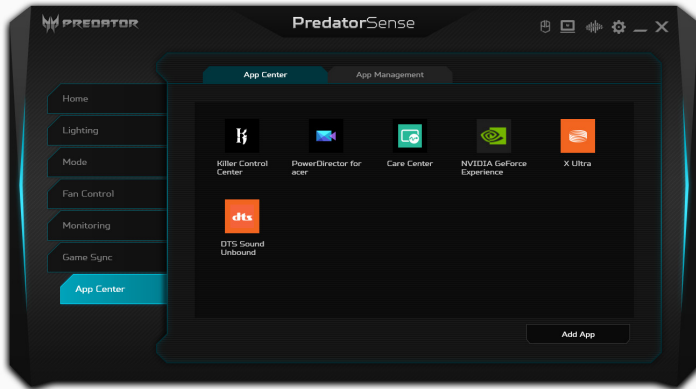 PREDATOR
PredatorSense
App Center
App Management
Home
Lighting
Mode
Fan Control
Monitoring
Game Sync
App Center
Killer Control
Center
PowerDirector for
acer
Care Center
NVIDIA GeForce
Experience
X Ultra
dts
DTS Sound
Unbound
Add App